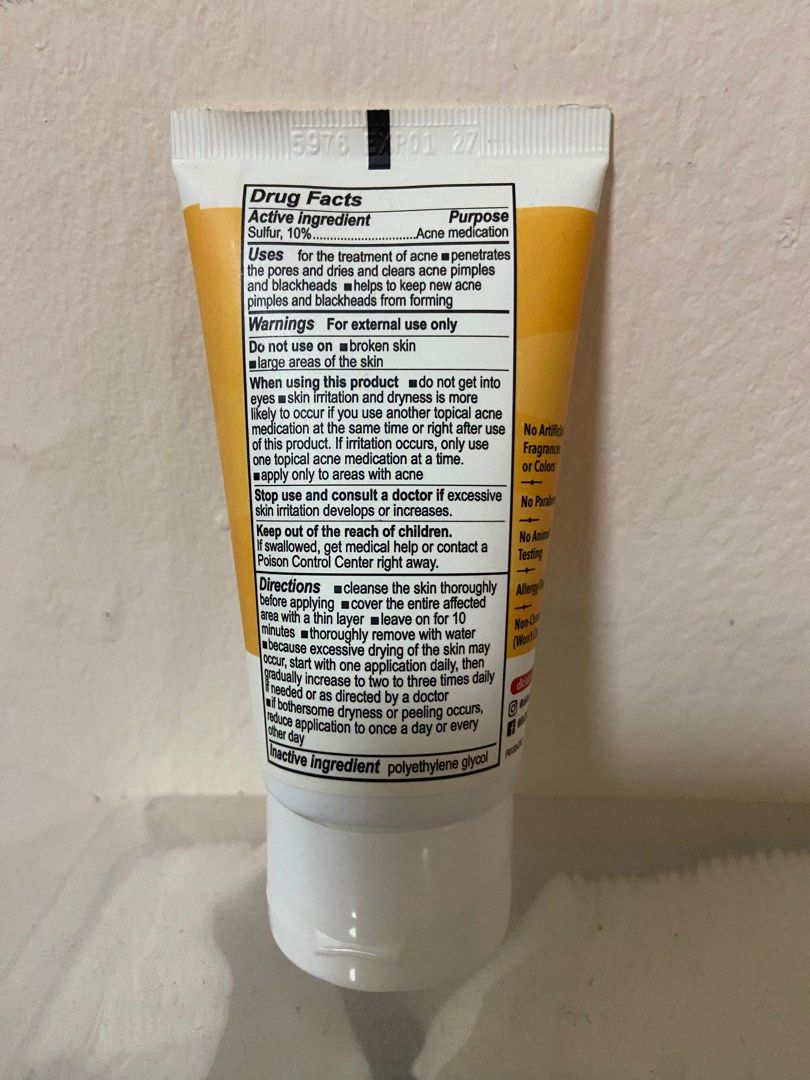 5976 EXP01 27
Drug Facts
Active ingredient Purpose
Sulfur, 10%..............................Acne medication
Uses for the treatment of acne ■ penetrates
the pores and dries and clears acne pimples
and blackheads ■ helps to keep new acne
pimples and blackheads from forming
Warnings For external use only
Do not use on ■ broken skin
■ large areas of the skin
When using this product ■ do not get into
eyes ■ skin irritation and dryness is more
likely to occur if you use another topical acne
medication at the same time or right after use
of this product. If irritation occurs, only use
one topical acne medication at a time.
■ apply only to areas with acne
Stop use and consult a doctor if excessive
skin irritation develops or increases.
Keep out of the reach of children.
If swallowed, get medical help or contact a
Poison Control Center right away.
Directions ■ cleanse the skin thoroughly
before applying ■ cover the entire affected
area with a thin layer ■ leave on for 10
minutes ■ thoroughly remove with water
■ because excessive drying of the skin may
occur, start with one application daily, then
gradually increase to two to three times daily
if needed or as directed by a doctor
■ if bothersome dryness or peeling occurs,
reduce application to once a day or every
other day
Inactive ingredient polyethylene glycol
No Artificial
Fragrances
or Colors
No
No
Testing
Allergy